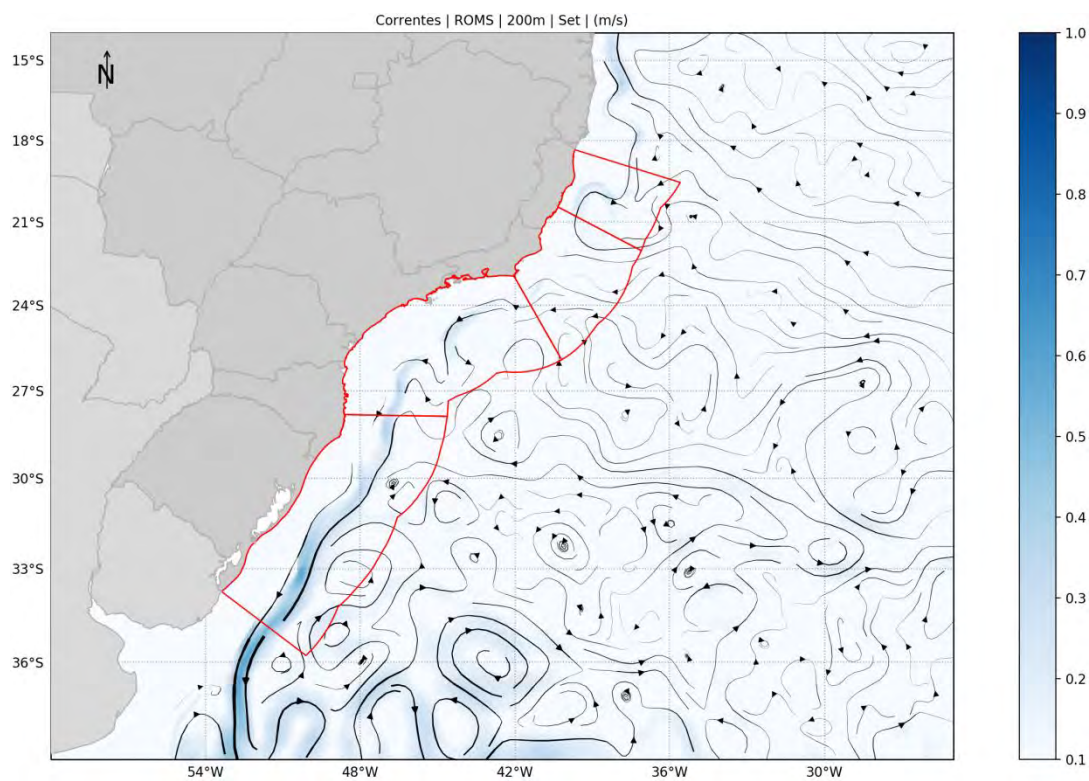 Correntes | ROMS | 200m | Set | (m/s)
N
15°S
18°S
21°S
24°S
27°S
30°S
33°S
36°S
54°W
48°W
42°W
36°W
30°W
1.0
0.9
0.8
0.7
0.6
0.5
0.4
0.3
0.2
0.1